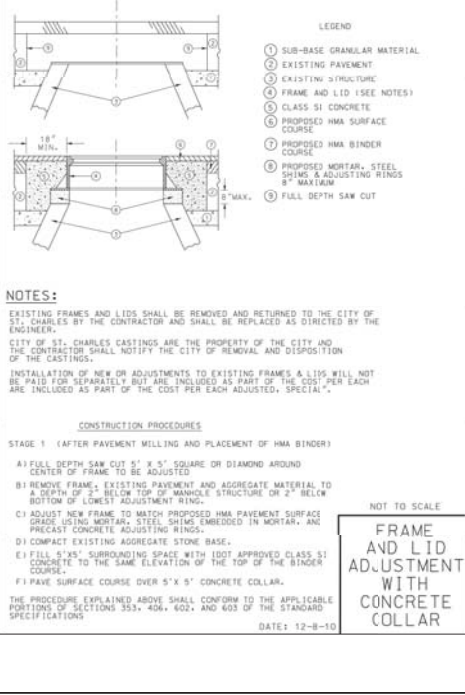 LEGEND
① SUB-BASE GRANULAR MATERIAL
② EXISTING PAVEMENT
③ EXISTING STRUCTURE
④ FRAME AND LID (SEE NOTES)
⑤ CLASS SI CONCRETE
⑥ PROPOSED HMA SURFACE
COURSE
⑦ PROPOSED HMA BINDER
COURSE
⑧ PROPOSED MORTAR, STEEL
SHIMS & ADJUSTING RINGS
8" MAXIMUM
⑨ FULL DEPTH SAW CUT
18"
MIN.
8"MAX.
NOTES:
EXISTING FRAMES AND LIDS SHALL BE REMOVED AND RETURNED TO THE CITY OF
ST. CHARLES BY THE CONTRACTOR AND SHALL BE REPLACED AS DIRECTED BY THE
ENGINEER.
CITY OF ST. CHARLES CASTINGS ARE THE PROPERTY OF THE CITY AND
THE CONTRACTOR SHALL NOTIFY THE CITY OF REMOVAL AND DISPOSITION
OF THE CASTINGS.
INSTALLATION OF NEW OR ADJUSTMENTS TO EXISTING FRAMES & LIDS WILL NOT
BE PAID FOR SEPARATELY BUT ARE INCLUDED AS PART OF THE COST PER EACH
ARE INCLUDED AS PART OF THE COST PER EACH ADJUSTED, SPECIAL".
CONSTRUCTION PROCEDURES
STAGE 1 (AFTER PAVEMENT MILLING AND PLACEMENT OF HMA BINDER)
A) FULL DEPTH SAW CUT 5' X 5' SQUARE OR DIAMOND AROUND
CENTER OF FRAME TO BE ADJUSTED
B) REMOVE FRAME, EXISTING PAVEMENT AND AGGREGATE MATERIAL TO
A DEPTH OF 2" BELOW TOP OF MANHOLE STRUCTURE OR 2" BELOW
BOTTOM OF LOWEST ADJUSTMENT RING.
C) ADJUST NEW FRAME TO MATCH PROPOSED HMA PAVEMENT SURFACE
GRADE USING MORTAR, STEEL SHIMS EMBEDDED IN MORTAR, AND
PRECAST CONCRETE ADJUSTING RINGS.
D) COMPACT EXISTING AGGREGATE STONE BASE.
E) FILL 5'X5' SURROUNDING SPACE WITH IDOT APPROVED CLASS SI
CONCRETE TO THE SAME ELEVATION OF THE TOP OF THE BINDER
COURSE.
F) PAVE SURFACE COURSE OVER 5'X 5' CONCRETE COLLAR.
THE PROCEDURE EXPLAINED ABOVE SHALL CONFORM TO THE APPLICABLE
PORTIONS OF SECTIONS 353, 406, 602, AND 603 OF THE STANDARD
SPECIFICATIONS
DATE: 12-8-10
NOT TO SCALE
FRAME
AND LID
ADJUSTMENT
WITH
CONCRETE
COLLAR